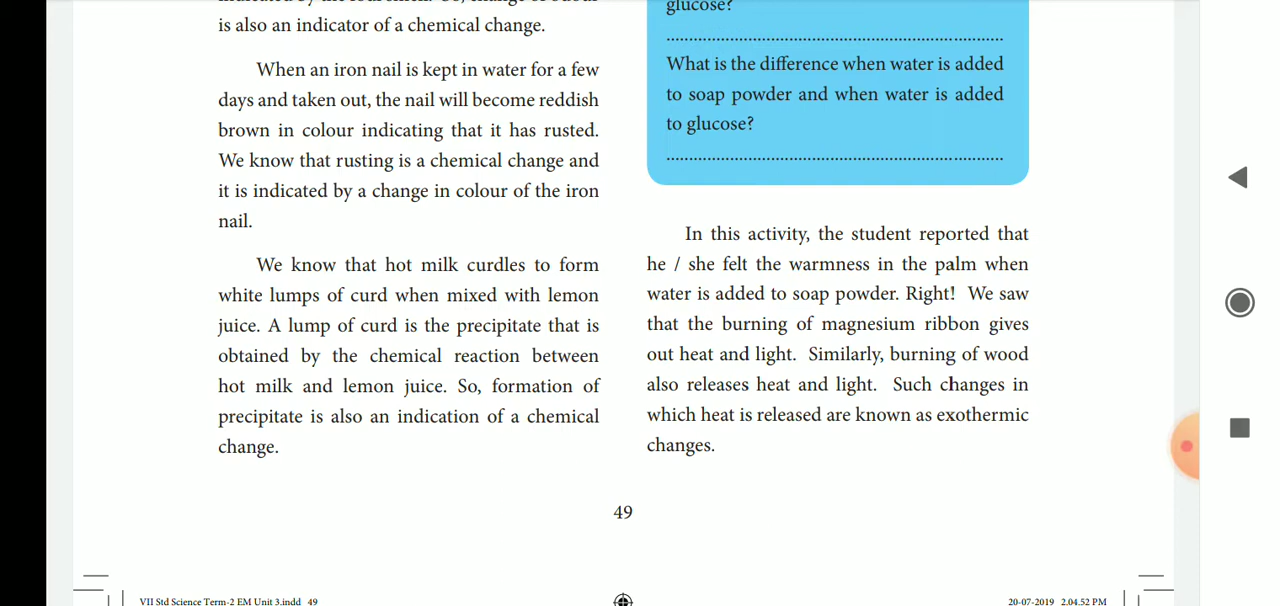 is also an indicator of a chemical change.
When an iron nail is kept in water for a few
days and taken out, the nail will become reddish
brown in colour indicating that it has rusted.
We know that rusting is a chemical change and
it is indicated by a change in colour of the iron
nail.
We know that hot milk curdles to form
white lumps of curd when mixed with lemon
juice. A lump of curd is the precipitate that is
obtained by the chemical reaction between
hot milk and lemon juice. So, formation of
precipitate is also an indication of a chemical
change.
glucose?
................................................................
What is the difference when water is added
to soap powder and when water is added
to glucose?
................................................................
In this activity, the student reported that
he / she felt the warmness in the palm when
water is added to soap powder. Right! We saw
that the burning of magnesium ribbon gives
out heat and light. Similarly, burning of wood
also releases heat and light. Such changes in
which heat is released are known as exothermic
changes.
49
VII Std Science Term-2 EM Unit 3.indd 49
20-07-2019 2.04.52 PM